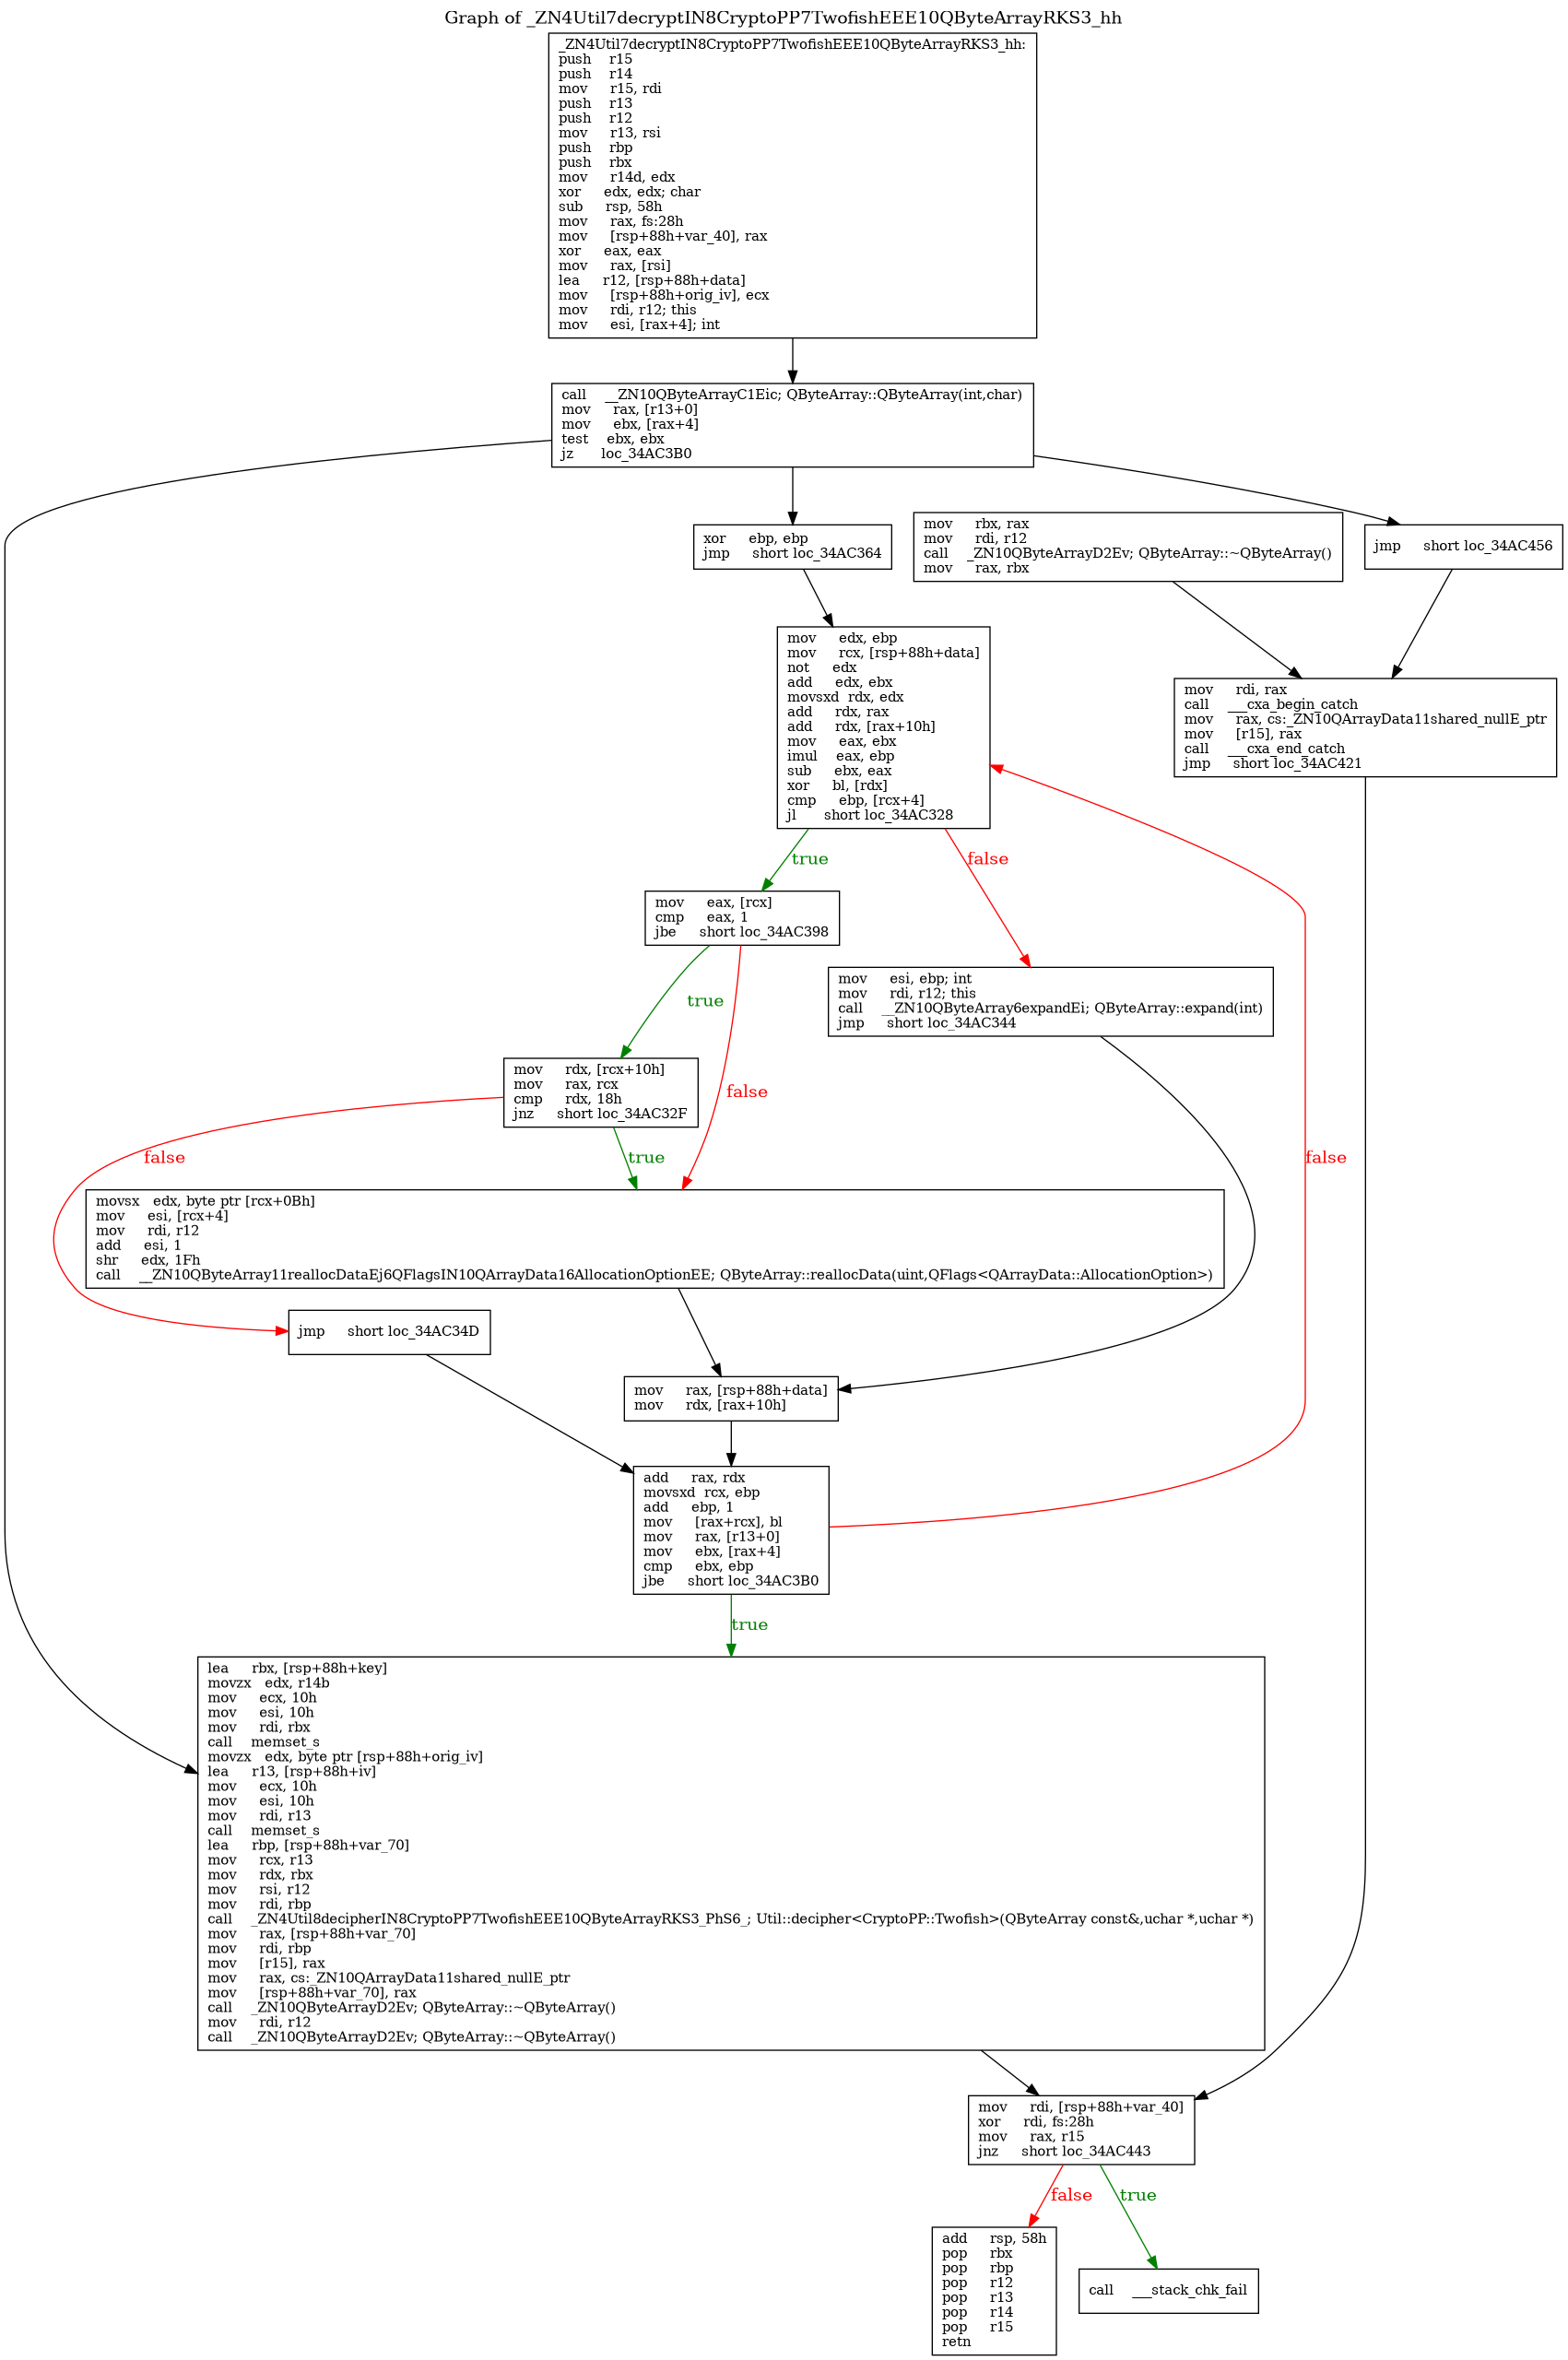 Graph of _ZN4Util7decryptIN8CryptoPP7TwofishEEE10QByteArrayRKS3_hh
_ZN4Util7decryptIN8CryptoPP7TwofishEEE10QByteArrayRKS3_hh:
push r15
push r14
mov r15, rdi
push r13
push r12
mov r13, rsi
push rbp
push rbx
mov r14d, edx
xor edx, edx; char
sub rsp, 58h
mov rax, fs:28h
mov [rsp+88h+var_40], rax
xor eax, eax
mov rax, [rsi]
lea r12, [rsp+88h+data]
mov [rsp+88h+orig_iv], ecx
mov rdi, r12; this
mov esi, [rax+4]; int
call __ZN10QByteArrayC1Eic; QByteArray::QByteArray(int,char)
mov rax, [r13+0]
mov ebx, [rax+4]
test ebx, ebx
jz loc_34AC3B0
xor ebp, ebp
jmp short loc_34AC364
mov rbx, rax
mov rdi, r12
call _ZN10QByteArrayD2Ev; QByteArray::~QByteArray()
mov rax, rbx
jmp short loc_34AC456
mov edx, ebp
mov rcx, [rsp+88h+data]
not edx
add edx, ebx
movsxd rdx, edx
add rdx, rax
add rdx, [rax+10h]
mov eax, ebx
imul eax, ebp
sub ebx, eax
xor bl, [rdx]
cmp ebp, [rcx+4]
jl short loc_34AC328
mov rdi, rax
call ___cxa_begin_catch
mov rax, cs:_ZN10QArrayData11shared_nullE_ptr
mov [r15], rax
call ___cxa_end_catch
jmp short loc_34AC421
true
false
mov eax, [rcx]
cmp eax, 1
jbe short loc_34AC398
mov esi, ebp; int
mov rdi, r12; this
call __ZN10QByteArray6expandEi; QByteArray::expand(int)
jmp short loc_34AC344
true
false
mov rdx, [rcx+10h]
mov rax, rcx
cmp rdx, 18h
jnz short loc_34AC32F
false
true
false
movsx edx, byte ptr [rcx+0Bh]
mov esi, [rcx+4]
mov rdi, r12
add esi, 1
shr edx, 1Fh
call __ZN10QByteArray11reallocDataEj6QFlagsIN10QArrayData16AllocationOptionEE; QByteArray::reallocData(uint,QFlags<QArrayData::AllocationOption>)
jmp short loc_34AC34D
mov rax, [rsp+88h+data]
mov rdx, [rax+10h]
add rax, rdx
movsxd rcx, ebp
add ebp, 1
mov [rax+rcx], bl
mov rax, [r13+0]
mov ebx, [rax+4]
cmp ebx, ebp
jbe short loc_34AC3B0
true
lea rbx, [rsp+88h+key]
movzx edx, r14b
mov ecx, 10h
mov esi, 10h
mov rdi, rbx
call memset_s
movzx edx, byte ptr [rsp+88h+orig_iv]
lea r13, [rsp+88h+iv]
mov ecx, 10h
mov esi, 10h
mov rdi, r13
call memset_s
lea rbp, [rsp+88h+var_70]
mov rcx, r13
mov rdx, rbx
mov rsi, r12
mov rdi, rbp
call _ZN4Util8decipherIN8CryptoPP7TwofishEEE10QByteArrayRKS3_PhS6_; Util::decipher<CryptoPP::Twofish>(QByteArray const&,uchar *,uchar *)
mov rax, [rsp+88h+var_70]
mov rdi, rbp
mov [r15], rax
mov rax, cs:_ZN10QArrayData11shared_nullE_ptr
mov [rsp+88h+var_70], rax
call _ZN10QByteArrayD2Ev; QByteArray::~QByteArray()
mov rdi, r12
call _ZN10QByteArrayD2Ev; QByteArray::~QByteArray()
mov rdi, [rsp+88h+var_40]
xor rdi, fs:28h
mov rax, r15
jnz short loc_34AC443
false
true
add rsp, 58h
pop rbx
pop rbp
pop r12
pop r13
pop r14
pop r15
retn
call ___stack_chk_fail